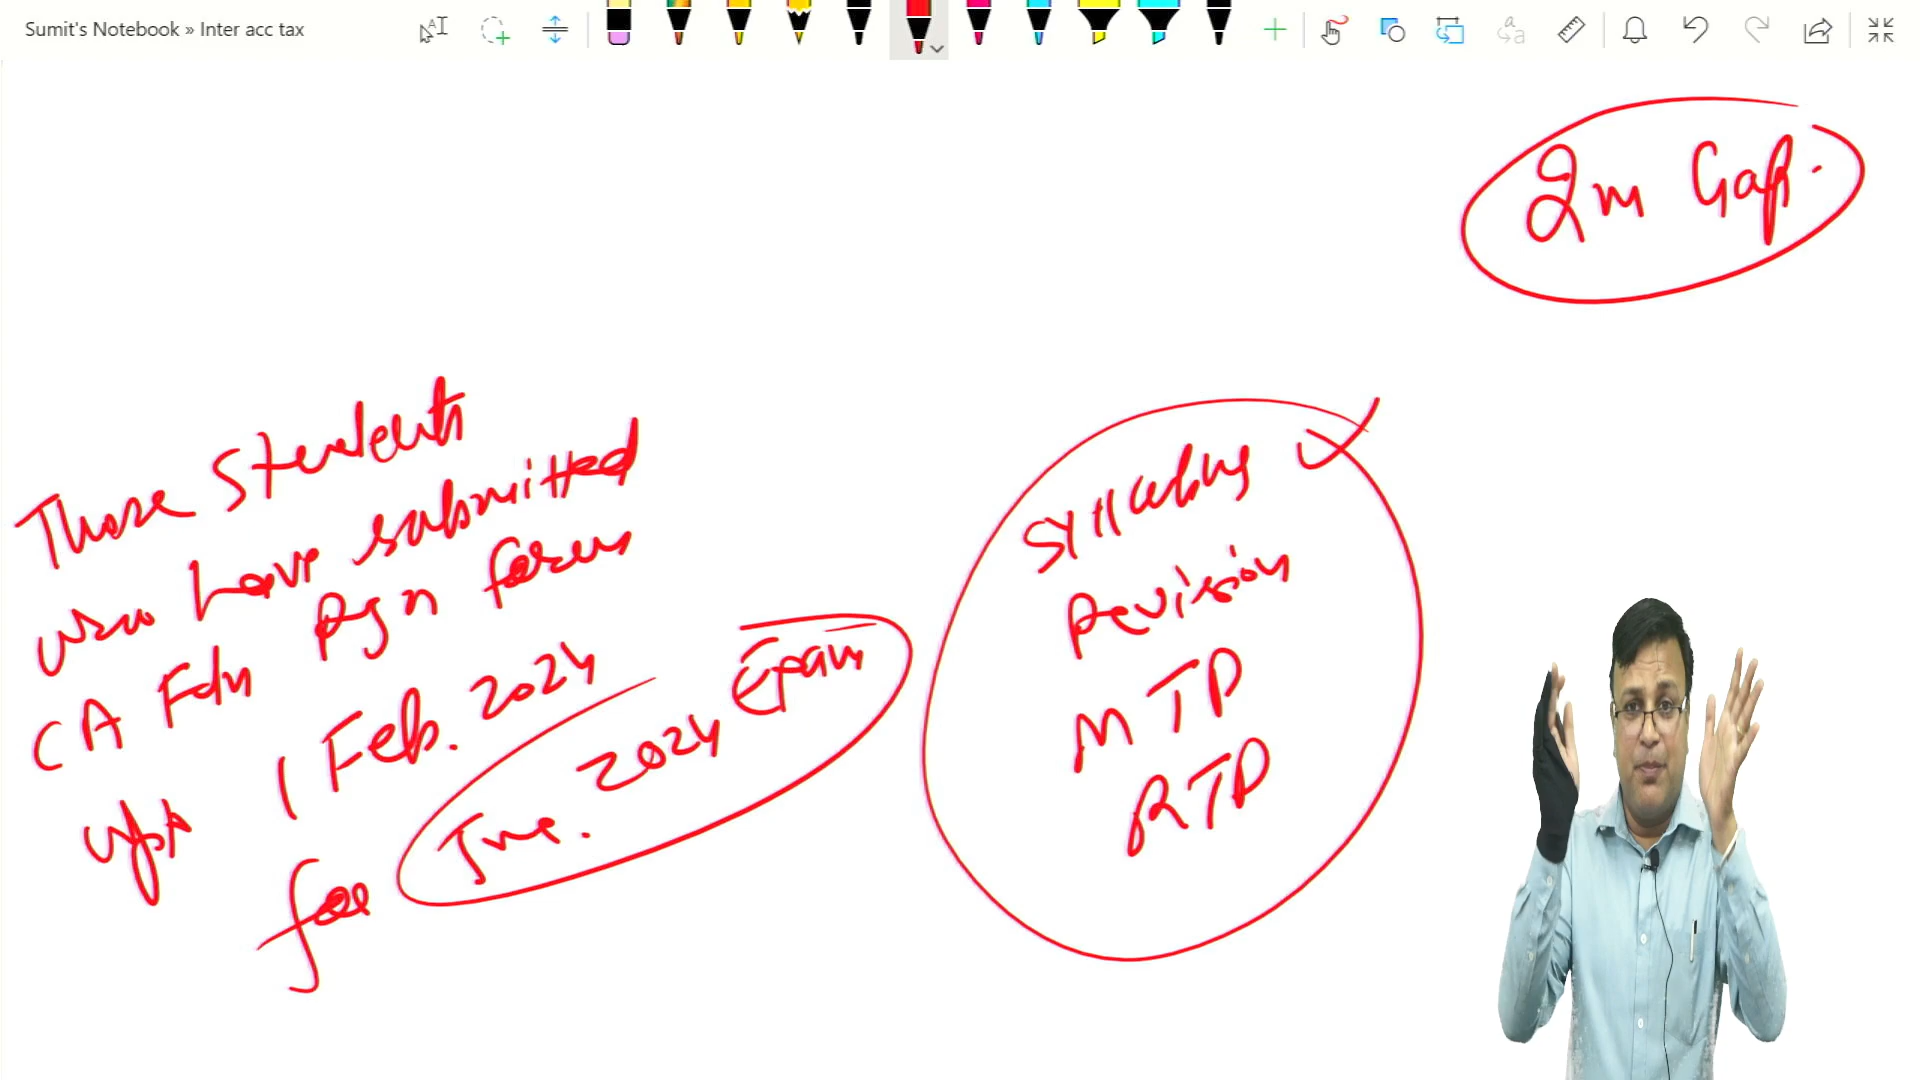 Sumit's Notebook » Inter acc tax
2m Gap.
Those Students
who have submitted
CA Fdn Rgn form
upto 1 Feb. 2024
for June. 2024 Exam
Syllabus
Revision
MTP
RTP